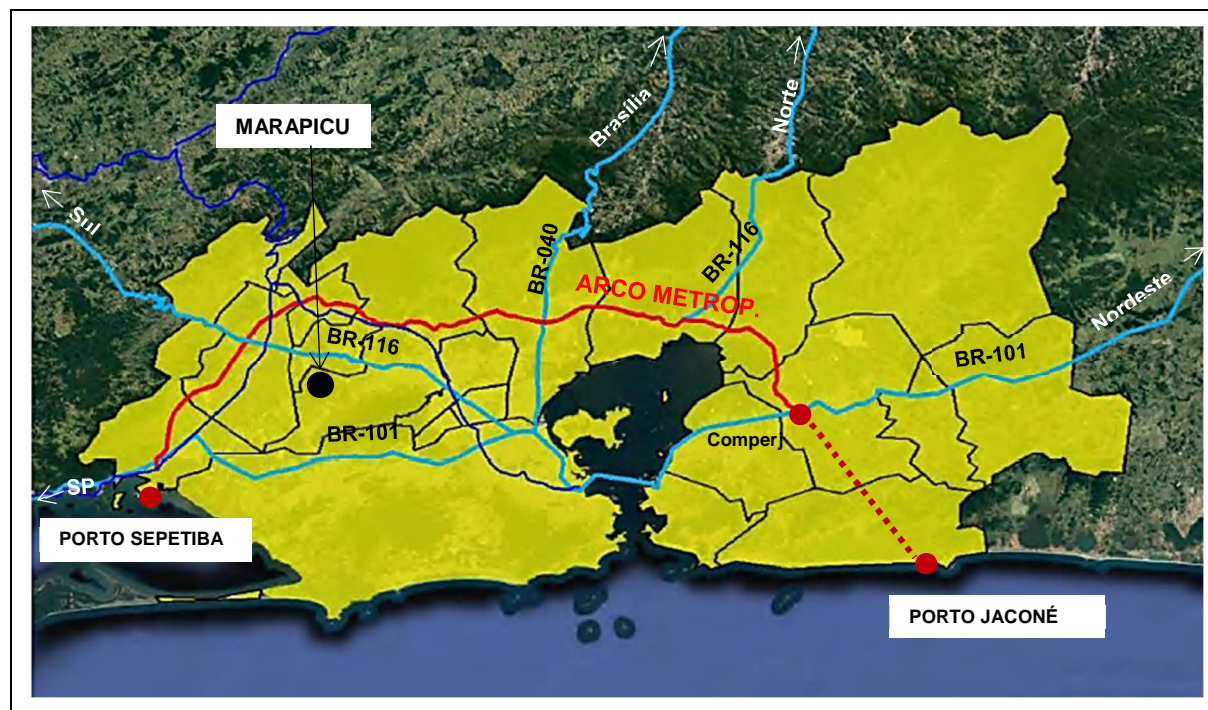 MARAPICU
Brasília
Norte
Sul
BR-040
BR-116
ARCO METROP.
Nordeste
BR-116
BR-101
BR-101
Comperj
SP
PORTO SEPETIBA
PORTO JACONÉ